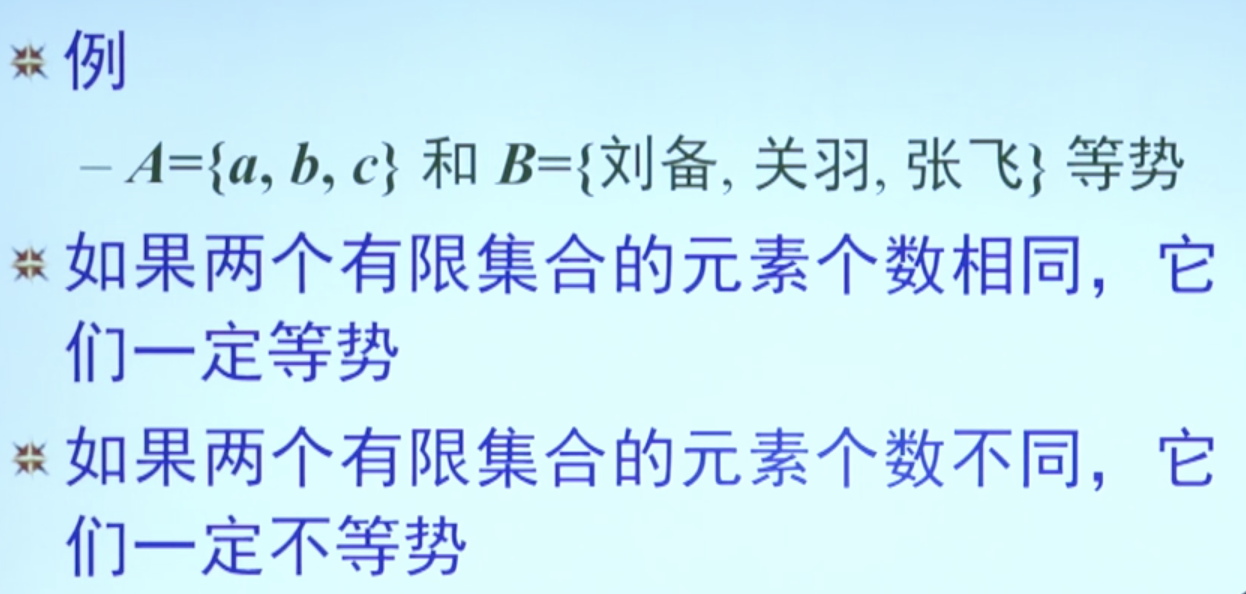 例
– A={a, b, c} 和 B={刘备, 关羽, 张飞} 等势
如果两个有限集合的元素个数相同，它
们一定等势
如果两个有限集合的元素个数不同，它
们一定不等势